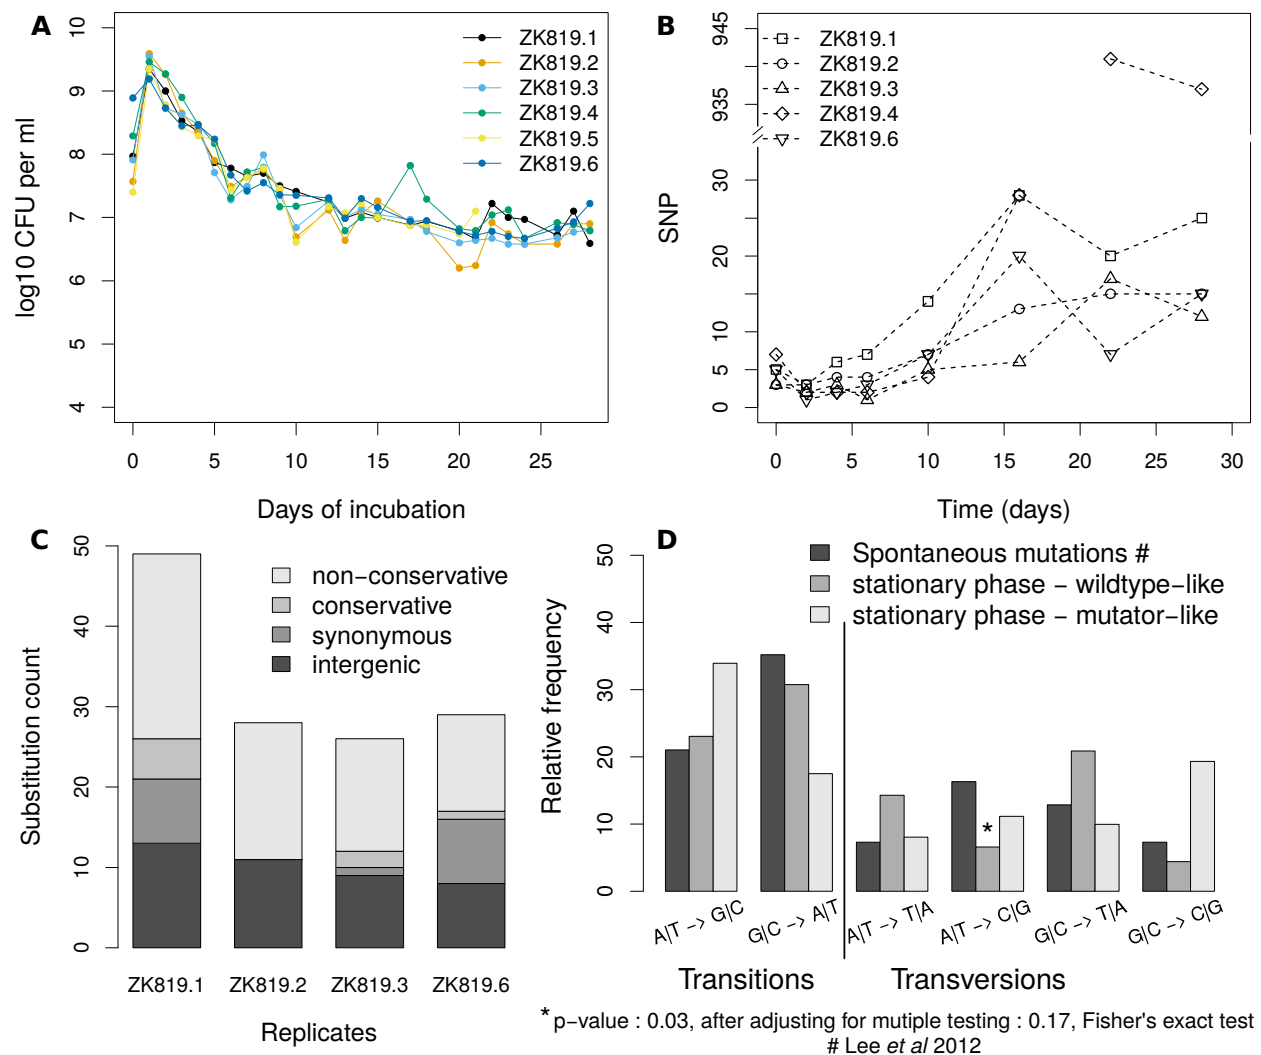 A
10
9
8
7
6
5
4
log10 CFU per ml
ZK819.1
ZK819.2
ZK819.3
ZK819.4
ZK819.5
ZK819.6
0 5 10 15 20 25
Days of incubation
B
945
935
30
20
10
5
0
SNP
ZK819.1
ZK819.2
ZK819.3
ZK819.4
ZK819.6
0 5 10 15 20 25 30
Time (days)
C
50
40
30
20
10
0
Substitution count
non−conservative
conservative
synonymous
intergenic
ZK819.1 ZK819.2 ZK819.3 ZK819.6
Replicates
D
50
40
30
20
10
0
Relative frequency
Spontaneous mutations #
stationary phase − wildtype−like
stationary phase − mutator−like
*
A|T −> G|C G|C −> A|T A|T −> T|A A|T −> C|G G|C −> T|A G|C −> C|G
Transitions Transversions
* p−value : 0.03, after adjusting for mutiple testing : 0.17, Fisher's exact test
# Lee et al 2012